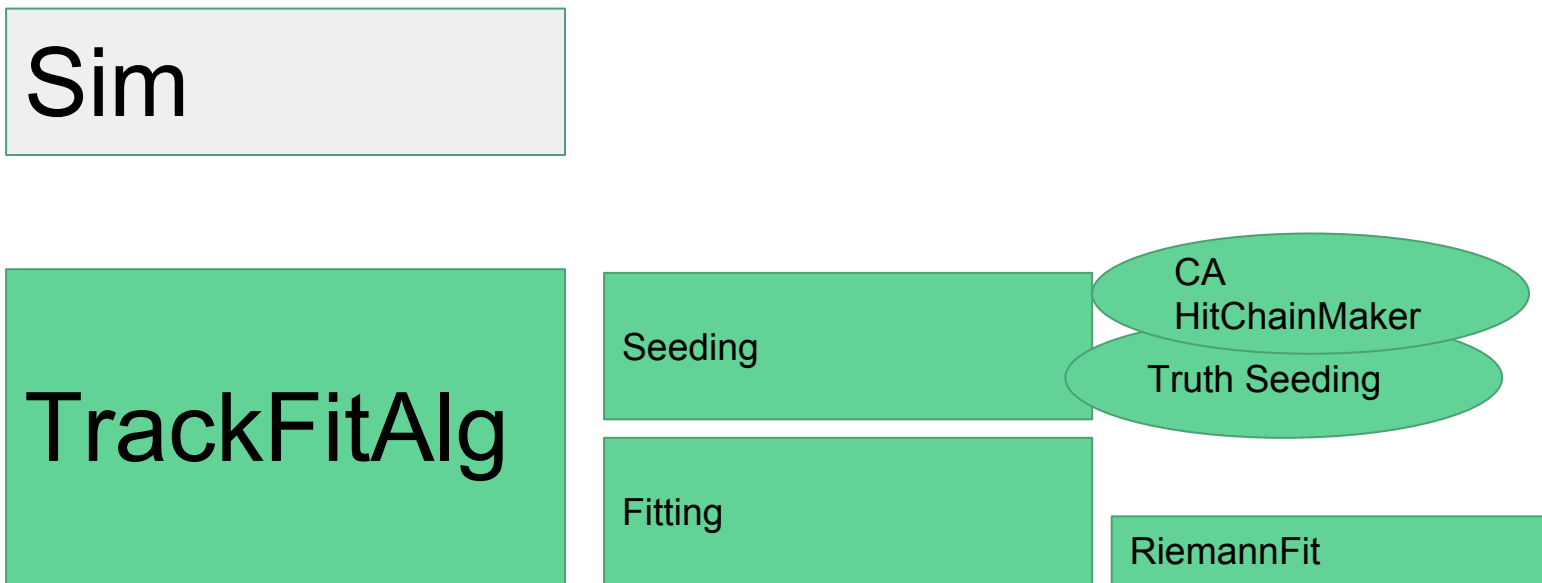 Sim
CA
HitChainMaker
Seeding
Truth Seeding
TrackFitAlg
Fitting
RiemannFit